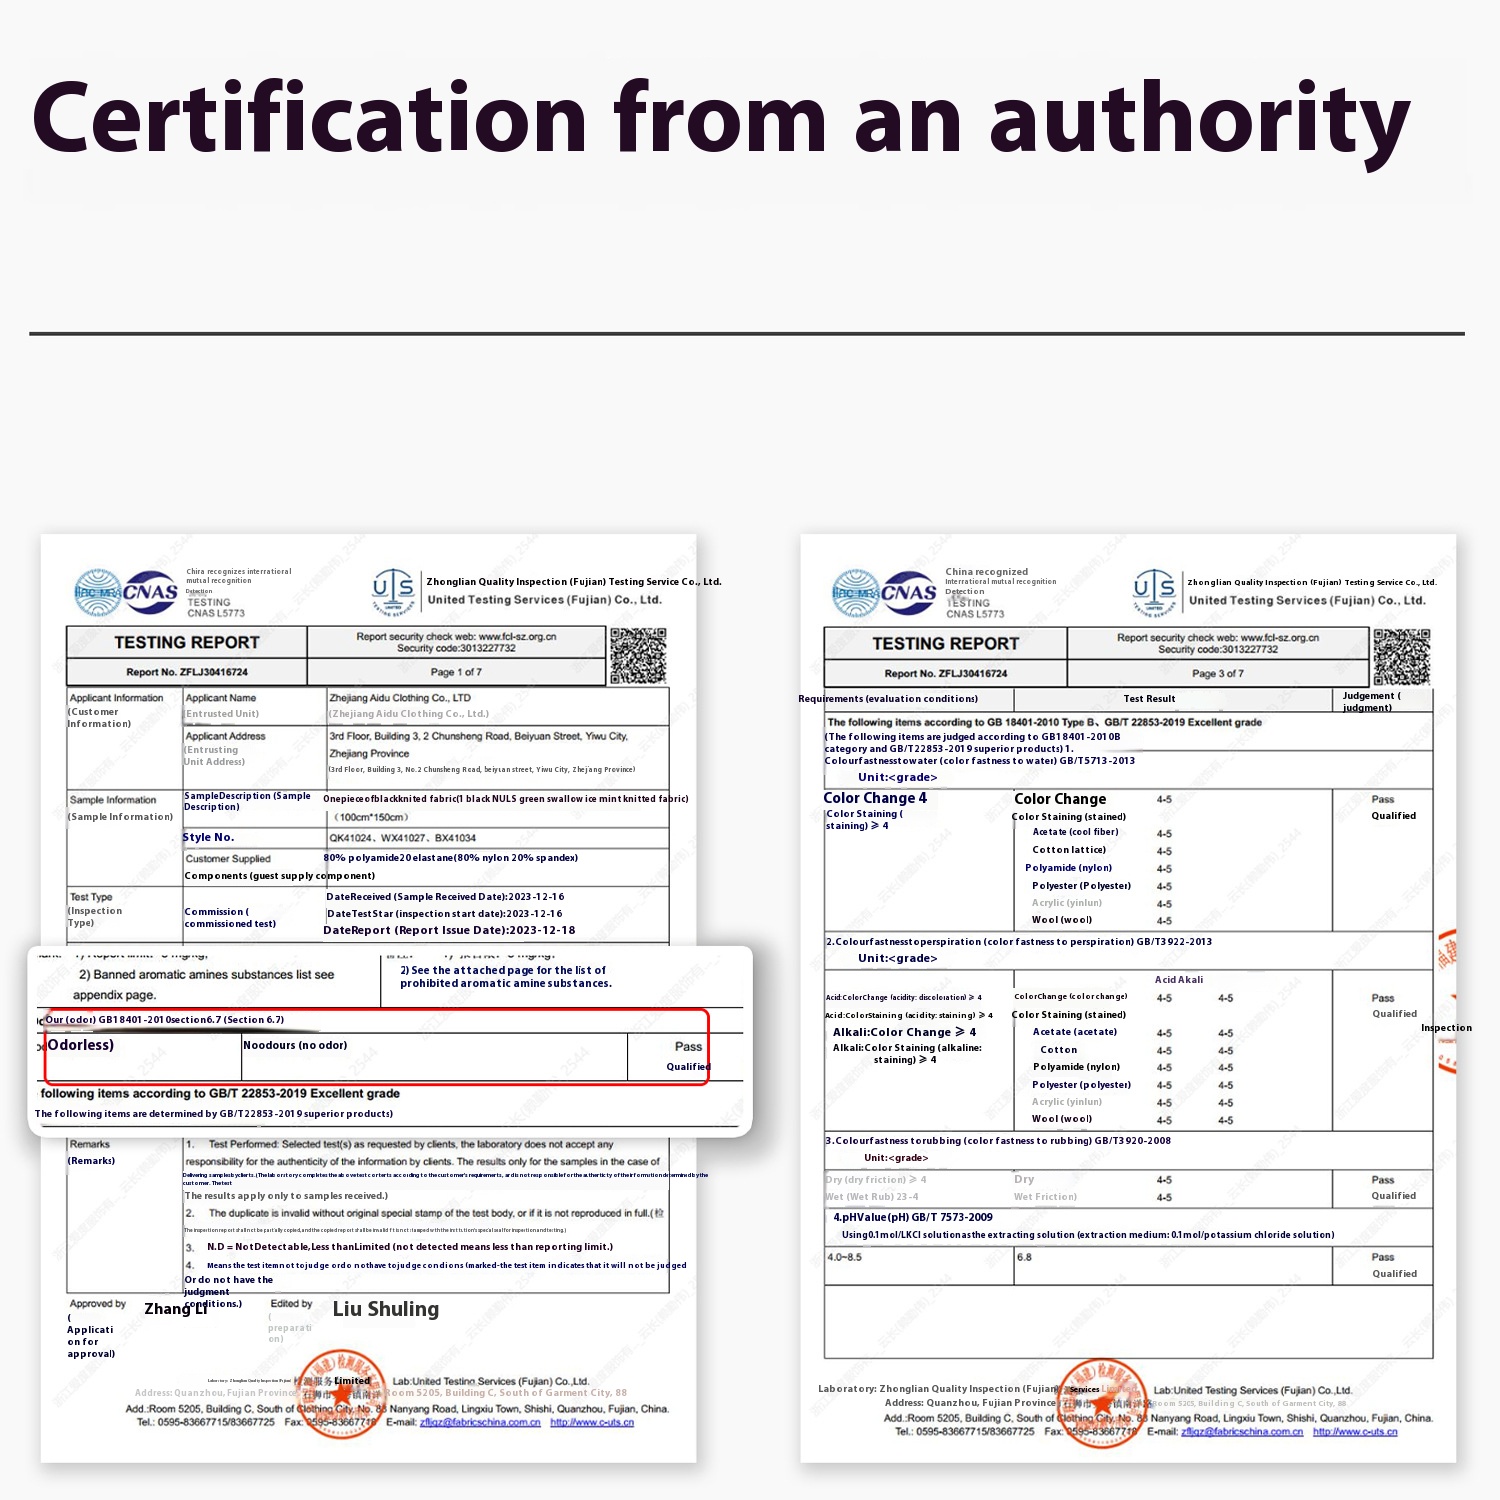 Certification from an authority
China recognizes international
mutual recognition
Detection
TESTING
CNAS L5773
CNAS
UTS
Zhonglian Quality Inspection (Fujian) Testing Service Co., Ltd.
United Testing Services (Fujian) Co., Ltd.
TESTING REPORT
Report security check web: www.fcl-sz.org.cn
Security code:3013227732
Report No. ZFLJ30416724
Page 1 of 7
Applicant Information
(Customer
Information)
Applicant Name
(Entrusted Unit)
Zhejiang Aidu Clothing Co., LTD
(Zhejiang Aidu Clothing Co., Ltd.)
Applicant Address
(Entrusting
Unit Address)
3rd Floor, Building 3, 2 Chunsheng Road, Beiyuan Street, Yiwu City,
Zhejiang Province
(3rd Floor, Building 3, No.2 Chunsheng Road, beiyuan street, Yiwu City, Zhejiang Province)
Sample Information
(Sample Information)
SampleDescription (Sample
Description)
Onepieceofblackknited fabric(1 black NULS green swallow ice mint knitted fabric)
（100cm*150cm）
Style No.
QK41024、WX41027、BX41034
Customer Supplied
Components (guest supply component)
80% polyamide20elastane(80% nylon 20% spandex)
Test Type
(Inspection
Type)
Commission (
commissioned test)
DateReceived (Sample Received Date):2023-12-16
DateTestStar (inspection start date):2023-12-16
DateReport (Report Issue Date):2023-12-18
2) Banned aromatic amines substances list see
appendix page.
2) See the attached page for the list of
prohibited aromatic amine substances.
Our (odor) GB18401-2010section6.7 (Section 6.7)
Odorless)
Noodours (no odor)
Pass
Qualified
following items according to GB/T 22853-2019 Excellent grade
The following items are determined by GB/T22853-2019 superior products)
Remarks
(Remarks)
1. Test Performed: Selected test(s) as requested by clients, the laboratory does not accept any
responsibility for the authenticity of the information by clients. The results only for the samples in the case of
The results apply only to samples received.)
2. The duplicate is invalid without original special stamp of the test body, or if it is not reproduced in full.(检
3. N.D = NotDetectable,Less thanLimited (not detected means less than reporting limit.)
4. Means the test itemnot tojudge ordo nothave tojudge condions (marked-the test item indicates that it will not be judged
Or do not have the
judgment
conditions.)
Approved by
(
Applicati
on for
approval)
Zhang Li
Edited by
(
preparati
on)
Liu Shuling
Limited
Lab:United Testing Services (Fujian) Co.,Ltd.
Address: Quanzhou, Fujian Province
Room 5205, Building C, South of Garment City, 88
Add.:Room 5205, Building C, South of Clothing City, No. 88 Nanyang Road, Lingxiu Town, Shishi, Quanzhou, Fujian, China.
Tel.: 0595-83667715/83667725 Fax: 0595-83667718 E-mail: zfljqz@fabricschina.com.cn http://www.c-uts.cn
China recognized
International mutual recognition
Detection
TESTING
CNAS L5773
CNAS
UTS
Zhonglian Quality Inspection (Fujian) Testing Service Co., Ltd.
United Testing Services (Fujian) Co., Ltd.
TESTING REPORT
Report security check web: www.fcl-sz.org.cn
Security code:3013227732
Report No. ZFLJ30416724
Page 3 of 7
Requirements (evaluation conditions)
Test Result
Judgement (
judgment)
The following items according to GB 18401-2010 Type B、GB/T 22853-2019 Excellent grade
(The following items are judged according to GB18401-2010B
category and GB/T22853-2019 superior products) 1.
Colourfastnesstowater (color fastness to water) GB/T5713-2013
Unit:<grade>
Color Change 4
Color Staining (
staining) ≥ 4
Color Change 4-5
Color Staining (stained)
Acetate (cool fiber) 4-5
Cotton lattice) 4-5
Polyamide (nylon) 4-5
Polyester (Polyester) 4-5
Acrylic (yinlun) 4-5
Wool (wool) 4-5
Pass
Qualified
2.Colourfastnesstoperspiration (color fastness to perspiration) GB/T3922-2013
Unit:<grade>
Acid Akali
Acid:ColorChange (acidity: discoloration) ≥ 4
Acid:ColorStaining (acidity: staining) ≥ 4
Alkali:Color Change ≥ 4
Alkali:Color Staining (alkaline:
staining) ≥ 4
ColorChange (color change) 4-5 4-5
Color Staining (stained)
Acetate (acetate) 4-5 4-5
Cotton 4-5 4-5
Polyamide (nylon) 4-5 4-5
Polyester (polyester) 4-5 4-5
Acrylic (yinlun) 4-5 4-5
Wool (wool) 4-5 4-5
Pass
Qualified
Inspection
3.Colourfastness torubbing (color fastness to rubbing) GB/T3920-2008
Unit:<grade>
Dry (dry friction) ≥ 4 Dry 4-5 Pass
Wet (Wet Rub) 23-4 Wet Friction) 4-5 Qualified
4.pHValue(pH) GB/T 7573-2009
Using0.1mol/LKCl solutionasthe extracting solution (extraction medium: 0.1mol/potassium chloride solution)
4.0~8.5 6.8 Pass
Qualified
Laboratory: Zhonglian Quality Inspection (Fujian)
Services
Lab:United Testing Services (Fujian) Co.,Ltd.
Address: Quanzhou, Fujian Province
Room 5205, Building C, South of Garment City, 88
Add.:Room 5205, Building C, South of Clothing City, No. 88 Nanyang Road, Lingxiu Town, Shishi, Quanzhou, Fujian, China.
Tel.: 0595-83667715/83667725 Fax: 0595-83667718 E-mail: zfljqz@fabricschina.com.cn http://www.c-uts.cn